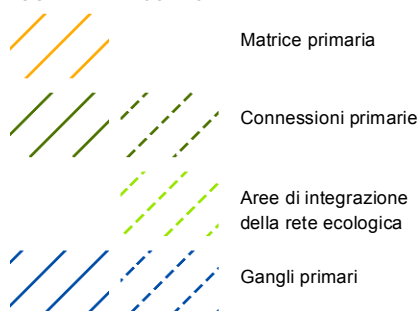 Matrice primaria
Connessioni primarie
Aree di integrazione
della rete ecologica
Gangli primari